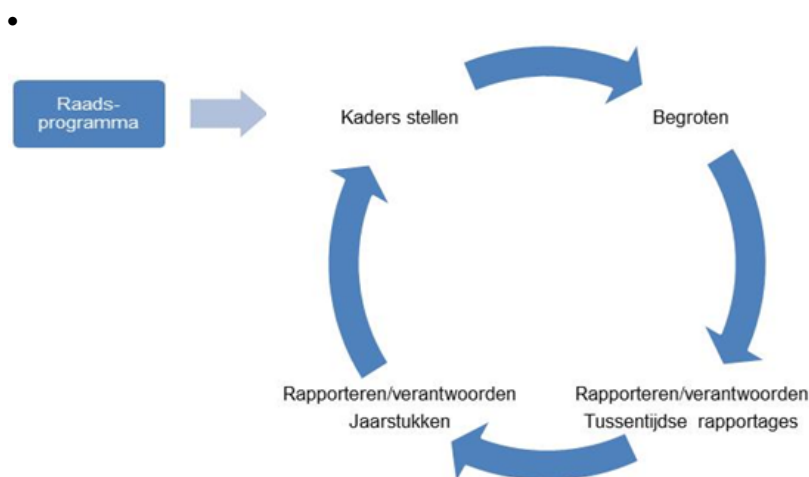 Raads-
programma
Kaders stellen
Begroten
Rapporteren/verantwoorden
Jaarstukken
Rapporteren/verantwoorden
Tussentijdse rapportages